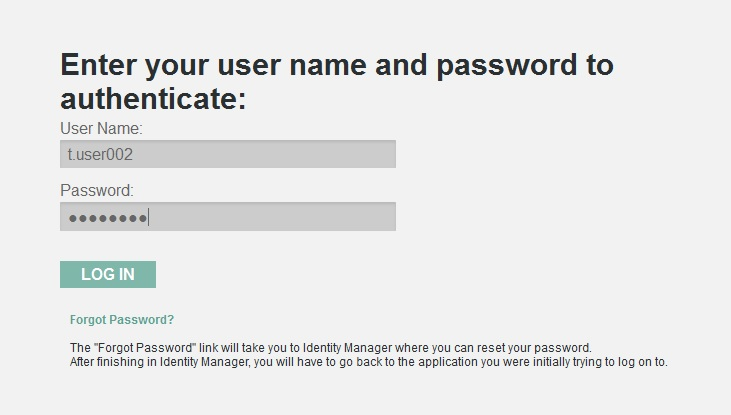 Enter your user name and password to
authenticate:
User Name:
t.user002
Password:
●●●●●●●●
LOG IN
Forgot Password?
The "Forgot Password" link will take you to Identity Manager where you can reset your password.
After finishing in Identity Manager, you will have to go back to the application you were initially trying to log on to.